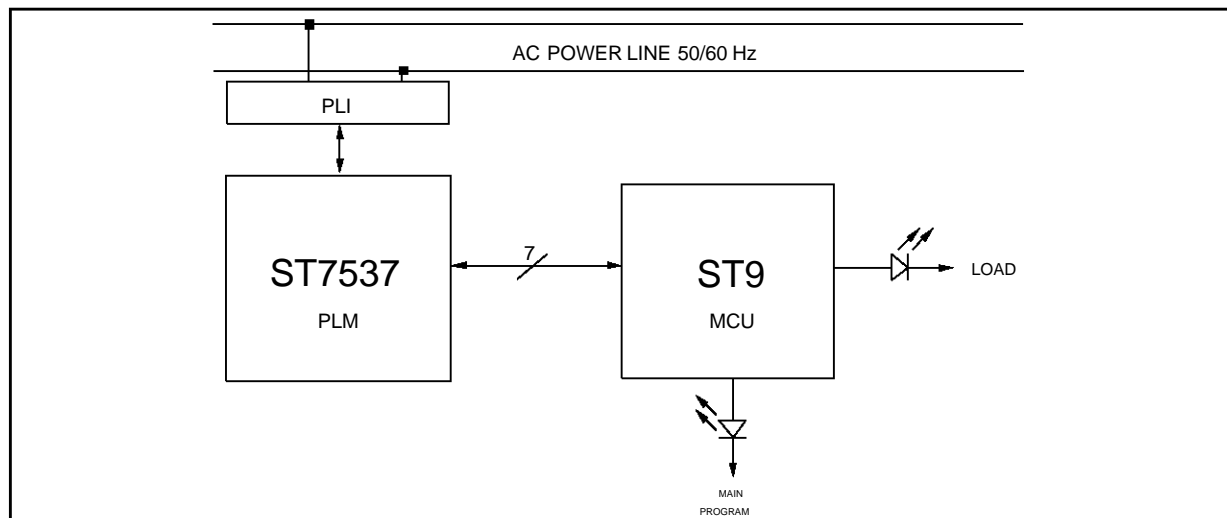 AC POWER LINE 50/60 Hz
PLI
ST7537
PLM
7
ST9
MCU
LOAD
MAIN
PROGRAM